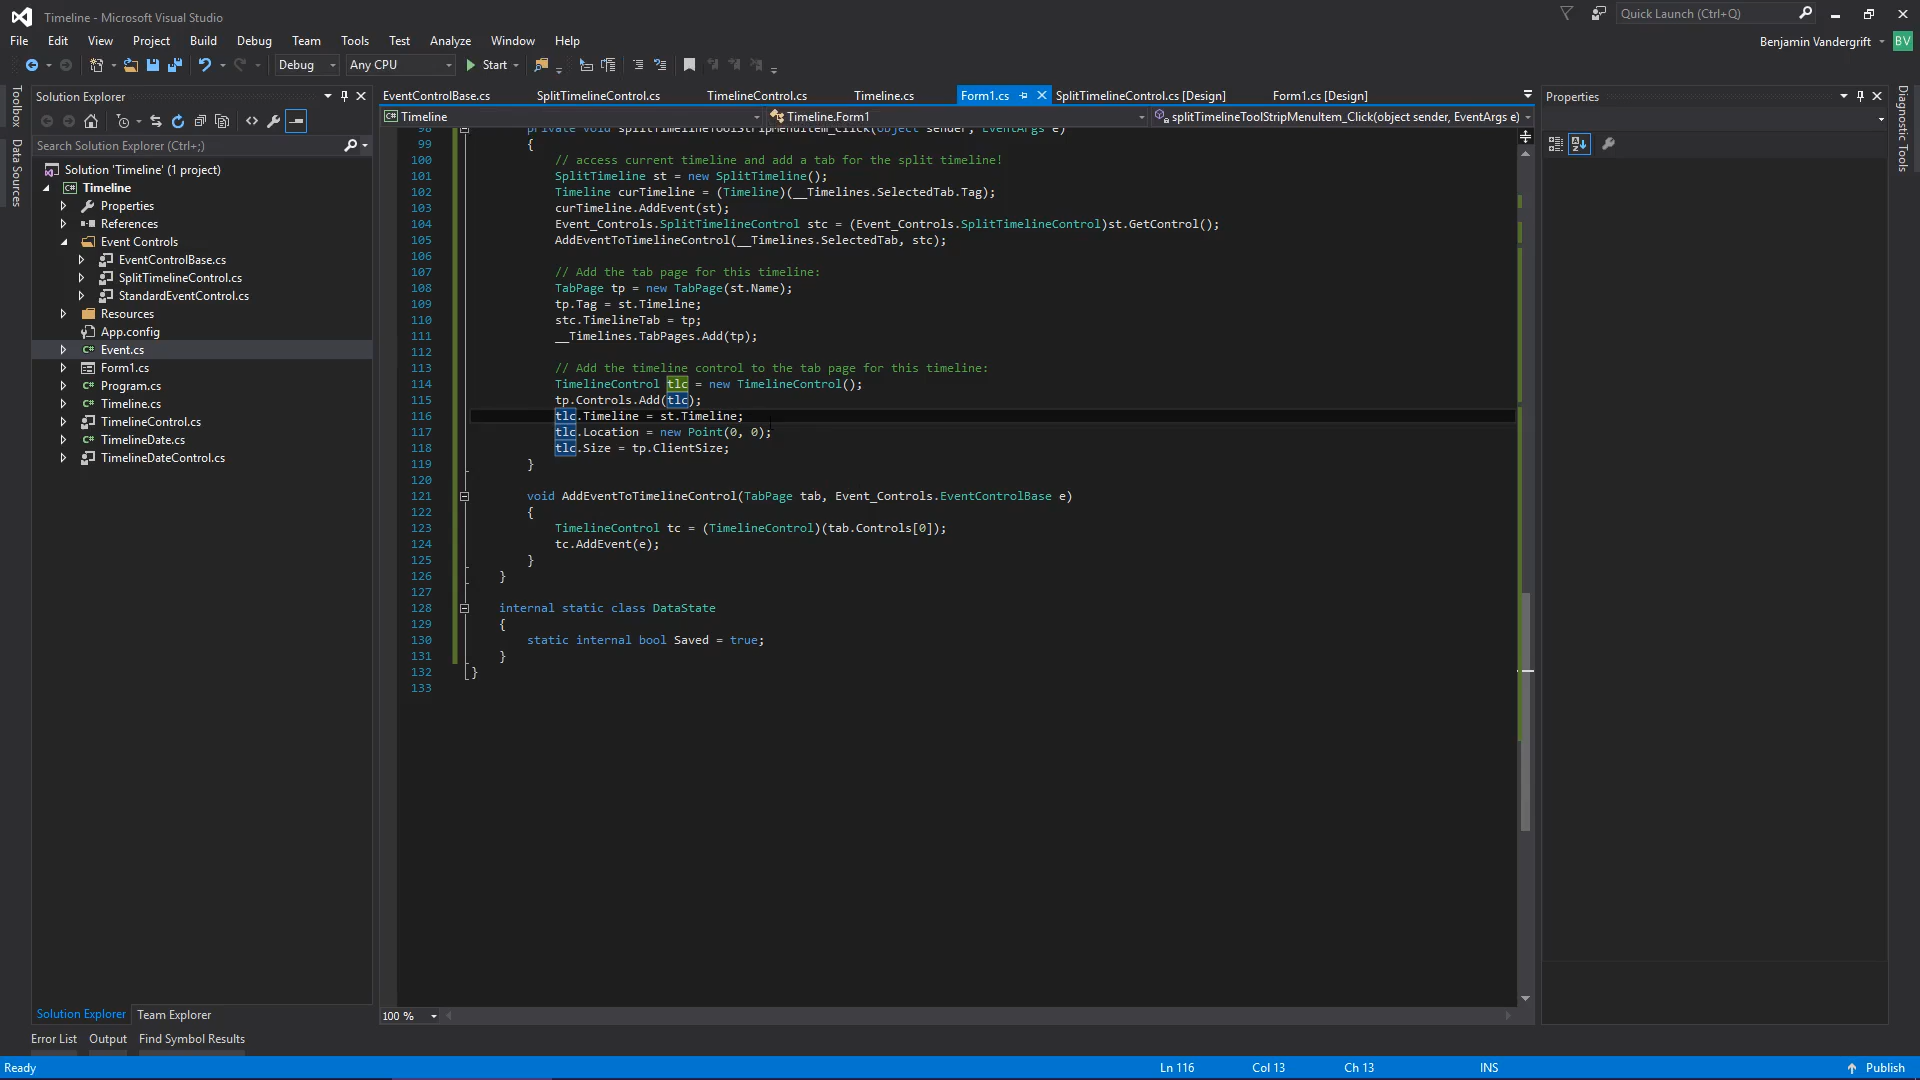 Timeline - Microsoft Visual Studio
Quick Launch (Ctrl+Q)
File Edit View Project Build Debug Team Tools Test Analyze Window Help
Benjamin Vandergrift BV
Debug Any CPU Start
Toolbox
Data Sources
Solution Explorer
Search Solution Explorer (Ctrl+;)
Solution 'Timeline' (1 project)
Timeline
Properties
References
Event Controls
EventControlBase.cs
SplitTimelineControl.cs
StandardEventControl.cs
Resources
App.config
Event.cs
Form1.cs
Program.cs
Timeline.cs
TimelineControl.cs
TimelineDate.cs
TimelineDateControl.cs
Solution Explorer Team Explorer
EventControlBase.cs SplitTimelineControl.cs TimelineControl.cs Timeline.cs Form1.cs SplitTimelineControl.cs [Design] Form1.cs [Design]
Timeline Timeline.Form1 splitTimelineToolStripMenuItem_Click(object sender, EventArgs e)
98 private void splitTimelineToolStripMenuItem_Click(object sender, EventArgs e)
99 {
100 // access current timeline and add a tab for the split timeline!
101 SplitTimeline st = new SplitTimeline();
102 Timeline curTimeline = (Timeline)(__Timelines.SelectedTab.Tag);
103 curTimeline.AddEvent(st);
104 Event_Controls.SplitTimelineControl stc = (Event_Controls.SplitTimelineControl)st.GetControl();
105 AddEventToTimelineControl(__Timelines.SelectedTab, stc);
106
107 // Add the tab page for this timeline:
108 TabPage tp = new TabPage(st.Name);
109 tp.Tag = st.Timeline;
110 stc.TimelineTab = tp;
111 __Timelines.TabPages.Add(tp);
112
113 // Add the timeline control to the tab page for this timeline:
114 TimelineControl tlc = new TimelineControl();
115 tp.Controls.Add(tlc);
116 tlc.Timeline = st.Timeline;
117 tlc.Location = new Point(0, 0);
118 tlc.Size = tp.ClientSize;
119 }
120
121 void AddEventToTimelineControl(TabPage tab, Event_Controls.EventControlBase e)
122 {
123 TimelineControl tc = (TimelineControl)(tab.Controls[0]);
124 tc.AddEvent(e);
125 }
126 }
127
128 internal static class DataState
129 {
130 static internal bool Saved = true;
131 }
132 }
133
100 %
Properties
Diagnostic Tools
Error List Output Find Symbol Results
Ready Ln 116 Col 13 Ch 13 INS Publish